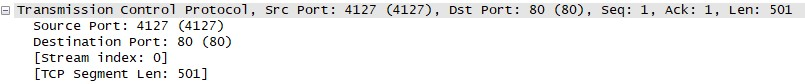 Transmission Control Protocol, Src Port: 4127 (4127), Dst Port: 80 (80), Seq: 1, Ack: 1, Len: 501
Source Port: 4127 (4127)
Destination Port: 80 (80)
[Stream index: 0]
[TCP Segment Len: 501]